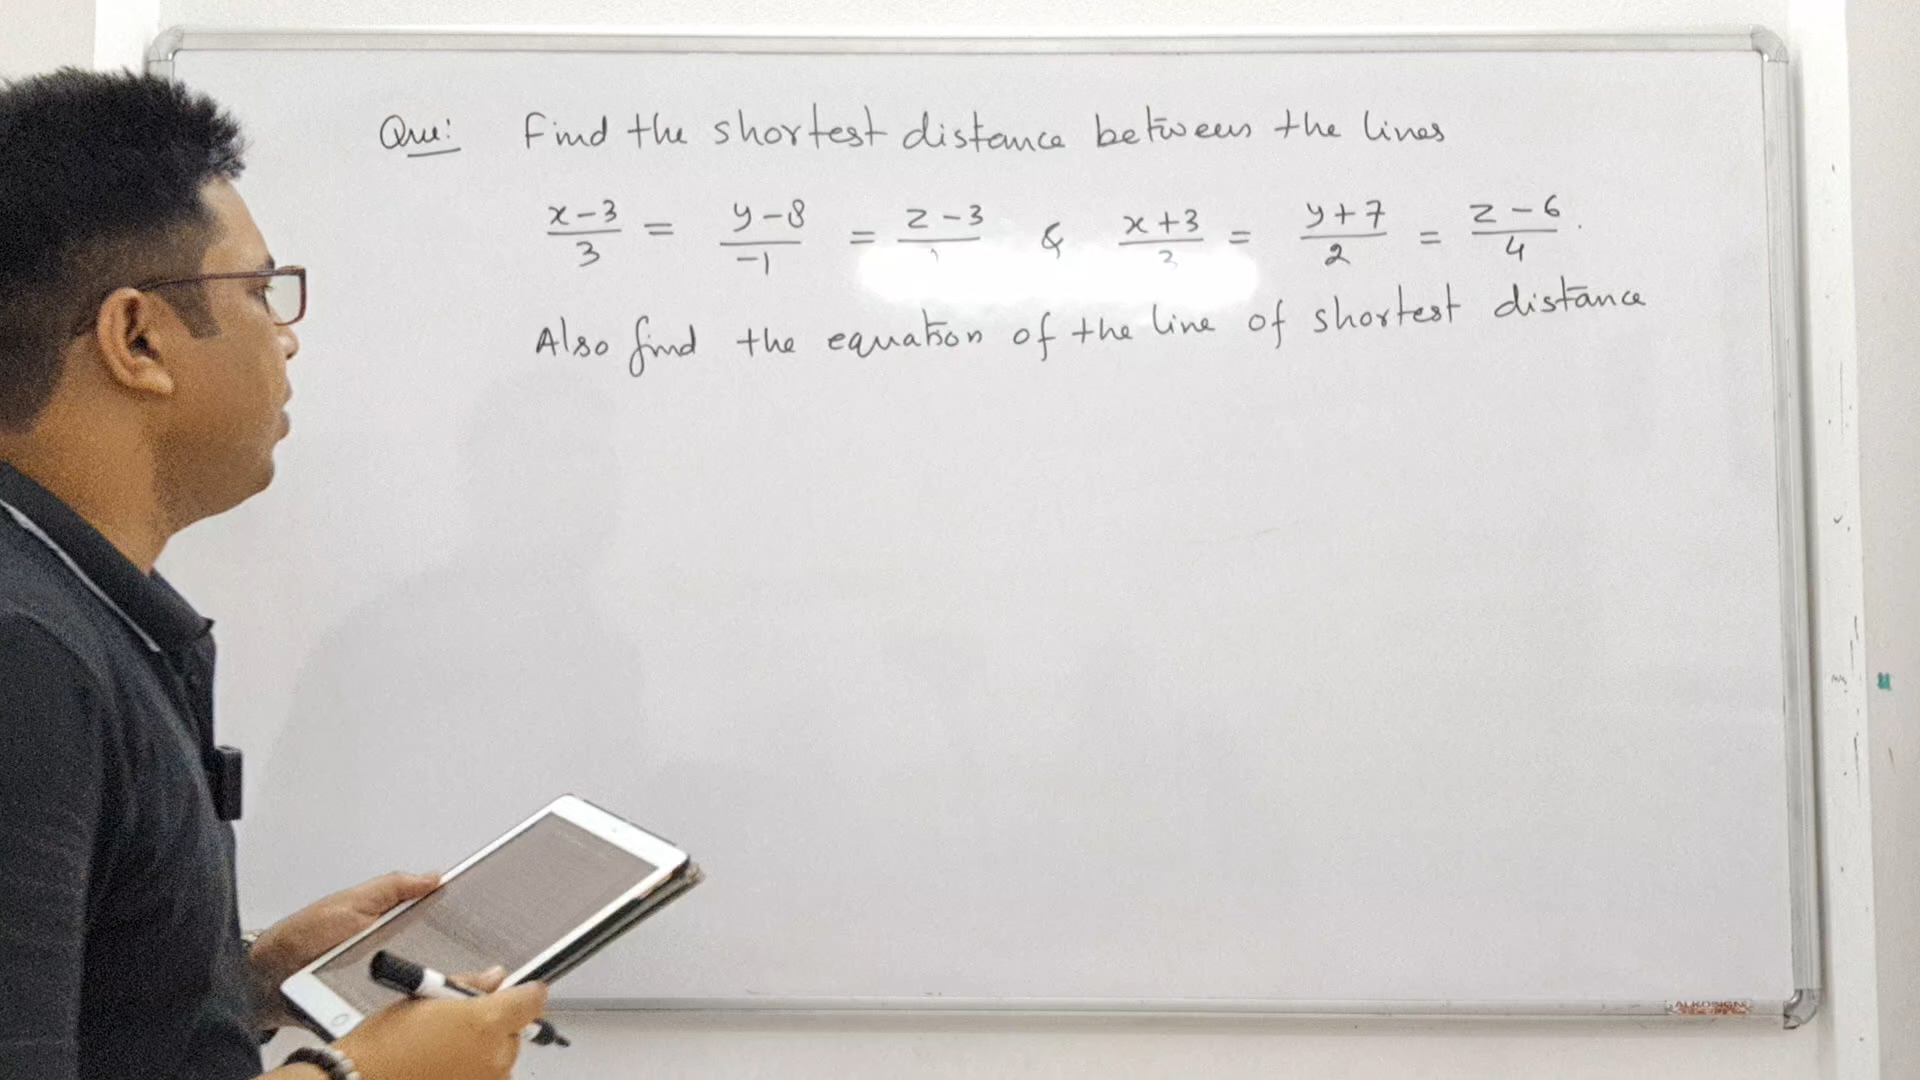 Que: Find the shortest distance between the lines
x-3/3 = y-8/-1 = z-3/1 & x+3/ = y+7/2 = z-6/4.
Also find the equation of the line of shortest distance